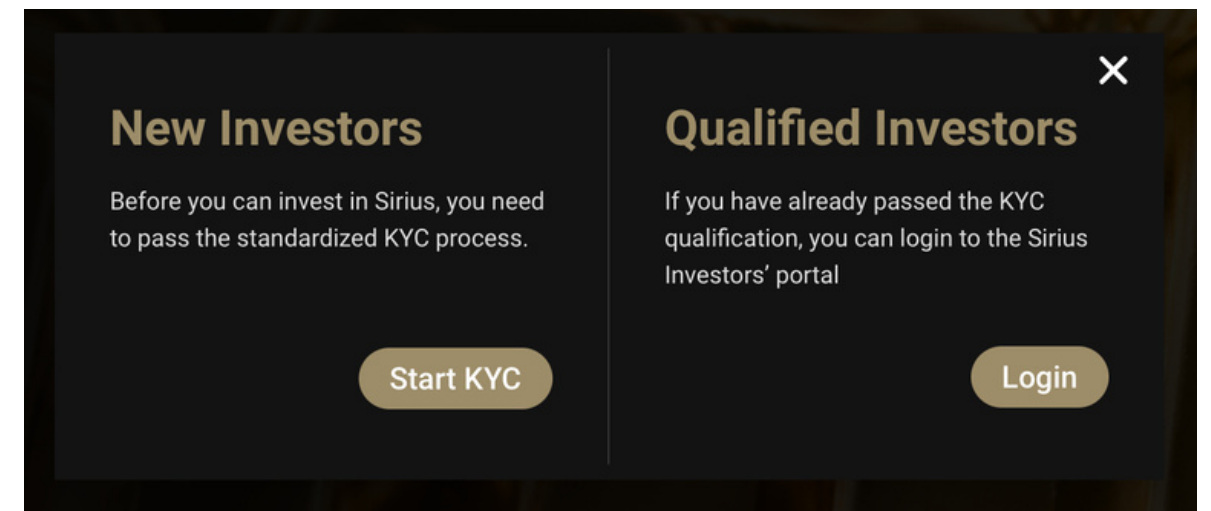 New Investors
Before you can invest in Sirius, you need
to pass the standardized KYC process.
Start KYC
Qualified Investors
If you have already passed the KYC
qualification, you can login to the Sirius
Investors’ portal
Login